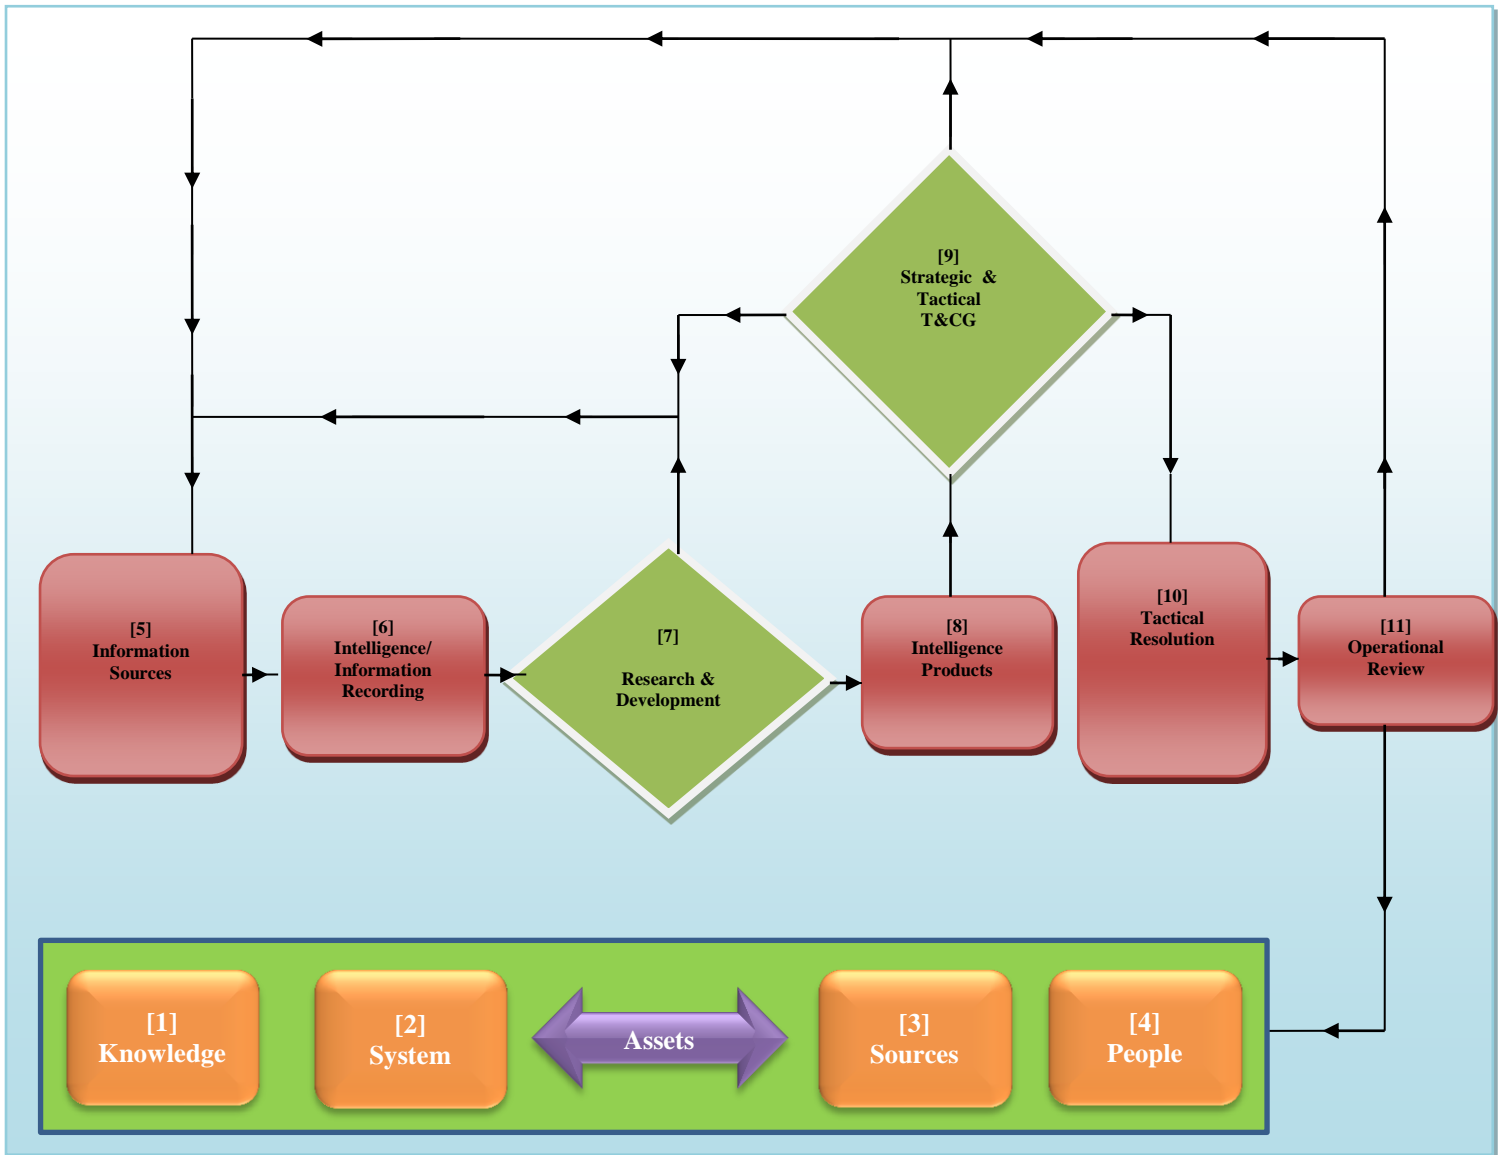 [9]
Strategic & 
Tactical
T&CG
[5]
Information
Sources
[6]
Intelligence/
Information
Recording
[7]
Research &
Development
[8]
Intelligence
Products
[10]
Tactical
Resolution
[11]
Operational
Review
[1]
Knowledge
[2]
System
Assets
[3]
Sources
[4]
People